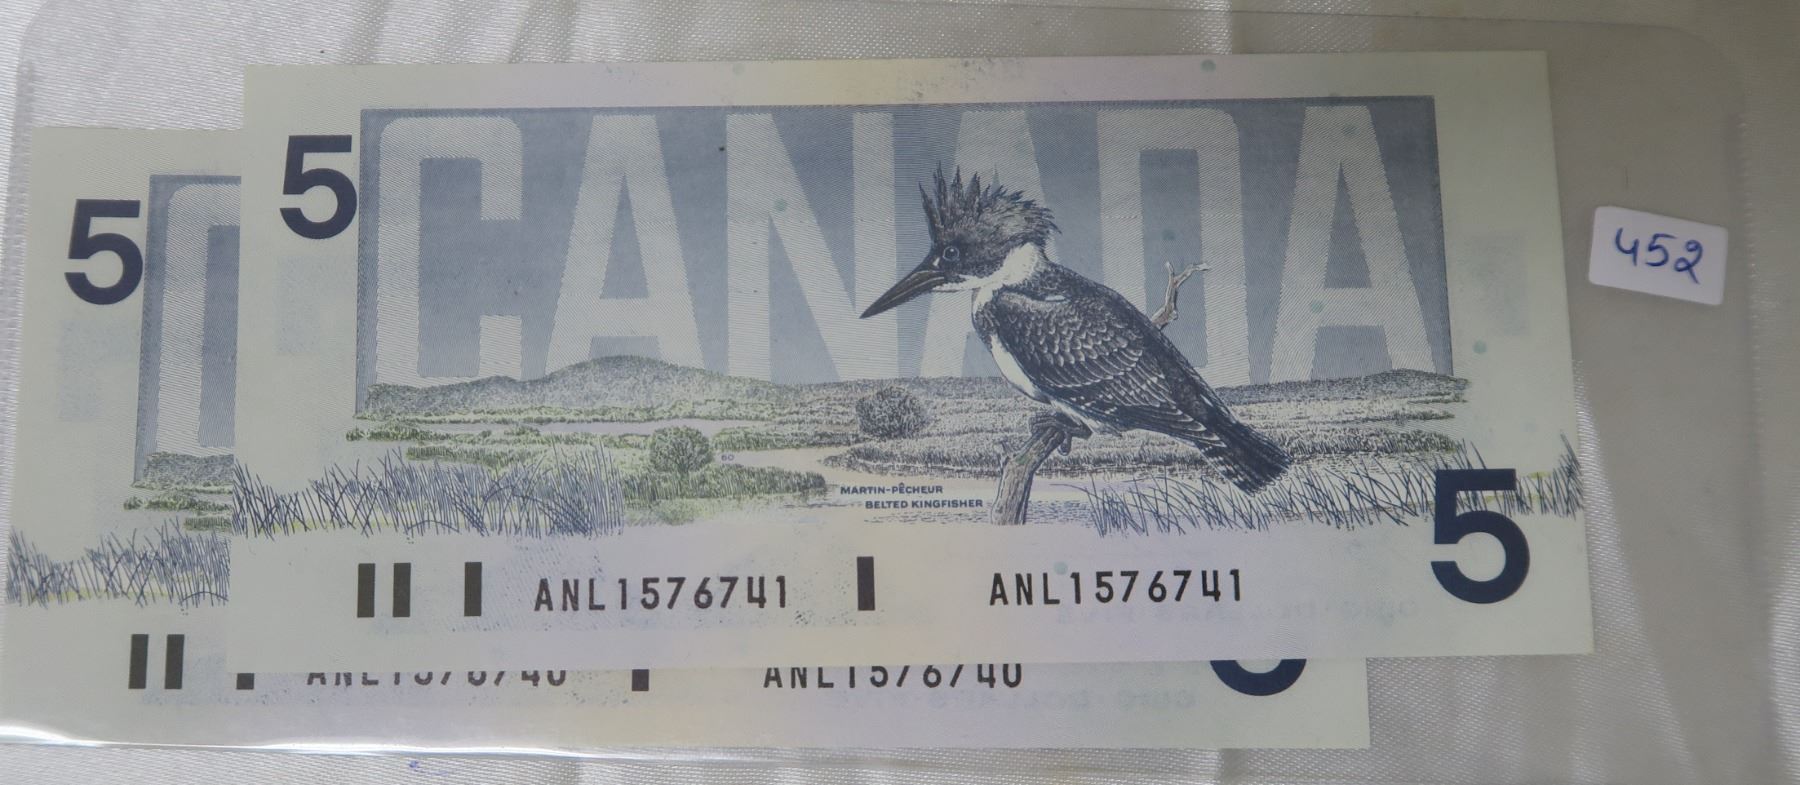 5
CANADA
5
452
MARTIN-PÊCHEUR
BELTED KINGFISHER
5
ANL1576741 ANL1576741
ANL1576740 ANL1576740